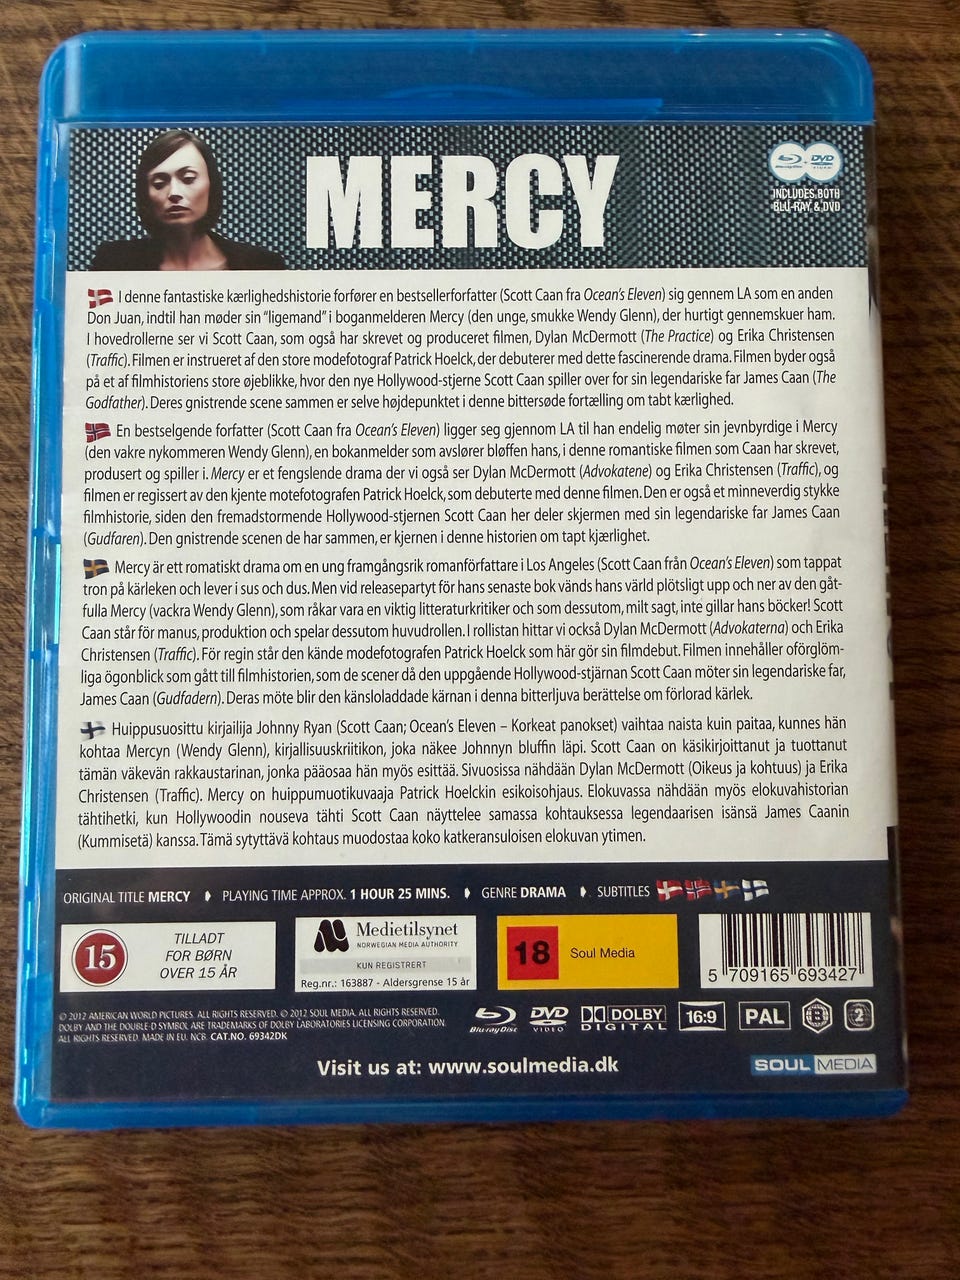 MERCY
Blu-ray Disc + DVD VIDEO
INCLUDES BOTH
BLU-RAY & DVD
I denne fantastiske kærlighedshistorie forfører en bestsellerforfatter (Scott Caan fra Ocean's Eleven) sig gennem LA som en anden
Don Juan, indtil han møder sin "ligemand" i boganmelderen Mercy (den unge, smukke Wendy Glenn), der hurtigt gennemskuer ham.
I hovedrollerne ser vi Scott Caan, som også har skrevet og produceret filmen, Dylan McDermott (The Practice) og Erika Christensen
(Traffic). Filmen er instrueret af den store modefotograf Patrick Hoelck, der debuterer med dette fascinerende drama. Filmen byder også
på et af filmhistoriens store øjeblikke, hvor den nye Hollywood-stjerne Scott Caan spiller over for sin legendariske far James Caan (The
Godfather). Deres gnistrende scene sammen er selve højdepunktet i denne bittersøde fortælling om tabt kærlighed.
En bestselgende forfatter (Scott Caan fra Ocean's Eleven) ligger seg gjennom LA til han endelig møter sin jevnbyrdige i Mercy
(den vakre nykommeren Wendy Glenn), en bokanmelder som avslører bløffen hans, i denne romantiske filmen som Caan har skrevet,
produsert og spiller i. Mercy er et fengslende drama der vi også ser Dylan McDermott (Advokatene) og Erika Christensen (Traffic), og
filmen er regissert av den kjente motefotografen Patrick Hoelck, som debuterte med denne filmen. Den er også et minneverdig stykke
filmhistorie, siden den fremadstormende Hollywood-stjernen Scott Caan her deler skjermen med sin legendariske far James Caan
(Gudfaren). Den gnistrende scenen de har sammen, er kjernen i denne historien om tapt kjærlighet.
Mercy är ett romatiskt drama om en ung framgångsrik romanförfattare i Los Angeles (Scott Caan från Ocean's Eleven) som tappat
tron på kärleken och lever i sus och dus. Men vid releasepartyt för hans senaste bok vänds hans värld plötsligt upp och ner av den gåt-
fulla Mercy (vackra Wendy Glenn), som råkar vara en viktig litteraturkritiker och som dessutom, milt sagt, inte gillar hans böcker! Scott
Caan står för manus, produktion och spelar dessutom huvudrollen. I rollistan hittar vi också Dylan McDermott (Advokaterna) och Erika
Christensen (Traffic). För regin står den kände modefotografen Patrick Hoelck som här gör sin filmdebut. Filmen innehåller oförglöm-
liga ögonblick som gått till filmhistorien, som de scener då den uppgående Hollywood-stjärnan Scott Caan möter sin legendariske far,
James Caan (Gudfadern). Deras möte blir den känsloladdade kärnan i denna bitterljuva berättelse om förlorad kärlek.
Huippusuosittu kirjailija Johnny Ryan (Scott Caan; Ocean's Eleven – Korkeat panokset) vaihtaa naista kuin paitaa, kunnes hän
kohtaa Mercyn (Wendy Glenn), kirjallisuuskriitikon, joka näkee Johnnyn bluffin läpi. Scott Caan on käsikirjoittanut ja tuottanut
tämän väkevän rakkaustarinan, jonka pääosaa hän myös esittää. Sivuosissa nähdään Dylan McDermott (Oikeus ja kohtuus) ja Erika
Christensen (Traffic). Mercy on huippumuotikuvaaja Patrick Hoelckin esikoisohjaus. Elokuvassa nähdään myös elokuvahistorian
tähtihetki, kun Hollywoodin nouseva tähti Scott Caan näyttelee samassa kohtauksessa legendaarisen isänsä James Caanin
(Kummisetä) kanssa. Tämä sytyttävä kohtaus muodostaa koko katkeransuloisen elokuvan ytimen.
ORIGINAL TITLE MERCY PLAYING TIME APPROX. 1 HOUR 25 MINS. GENRE DRAMA SUBTITLES
15
TILLADT
FOR BØRN
OVER 15 ÅR
Medietilsynet
NORWEGIAN MEDIA AUTHORITY
KUN REGISTRERT
Reg.nr.: 163887 - Aldersgrense 15 år
18 Soul Media
5 709165 693427
© 2012 AMERICAN WORLD PICTURES. ALL RIGHTS RESERVED. © 2012 SOUL MEDIA. ALL RIGHTS RESERVED.
DOLBY AND THE DOUBLE-D SYMBOL ARE TRADEMARKS OF DOLBY LABORATORIES LICENSING CORPORATION.
ALL RIGHTS RESERVED. MADE IN EU. NCB. CAT.NO. 69342DK
Blu-ray Disc DVD VIDEO DOLBY DIGITAL 16:9 PAL B 2
Visit us at: www.soulmedia.dk
SOUL MEDIA